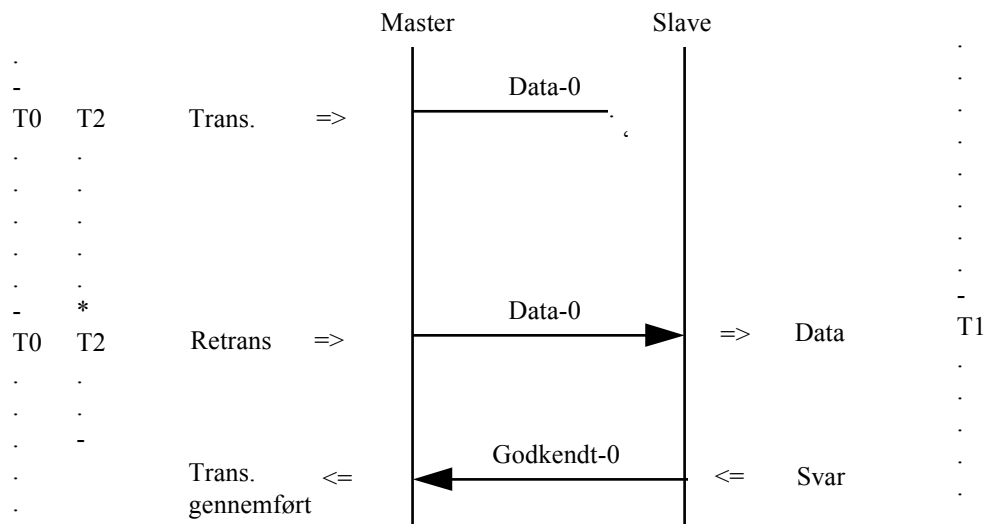 Master Slave
Data-0
T0 T2 Trans. =>
*
Data-0
T0 T2 Retrans => => Data T1
Godkendt-0
Trans. <= <= Svar
gennemført